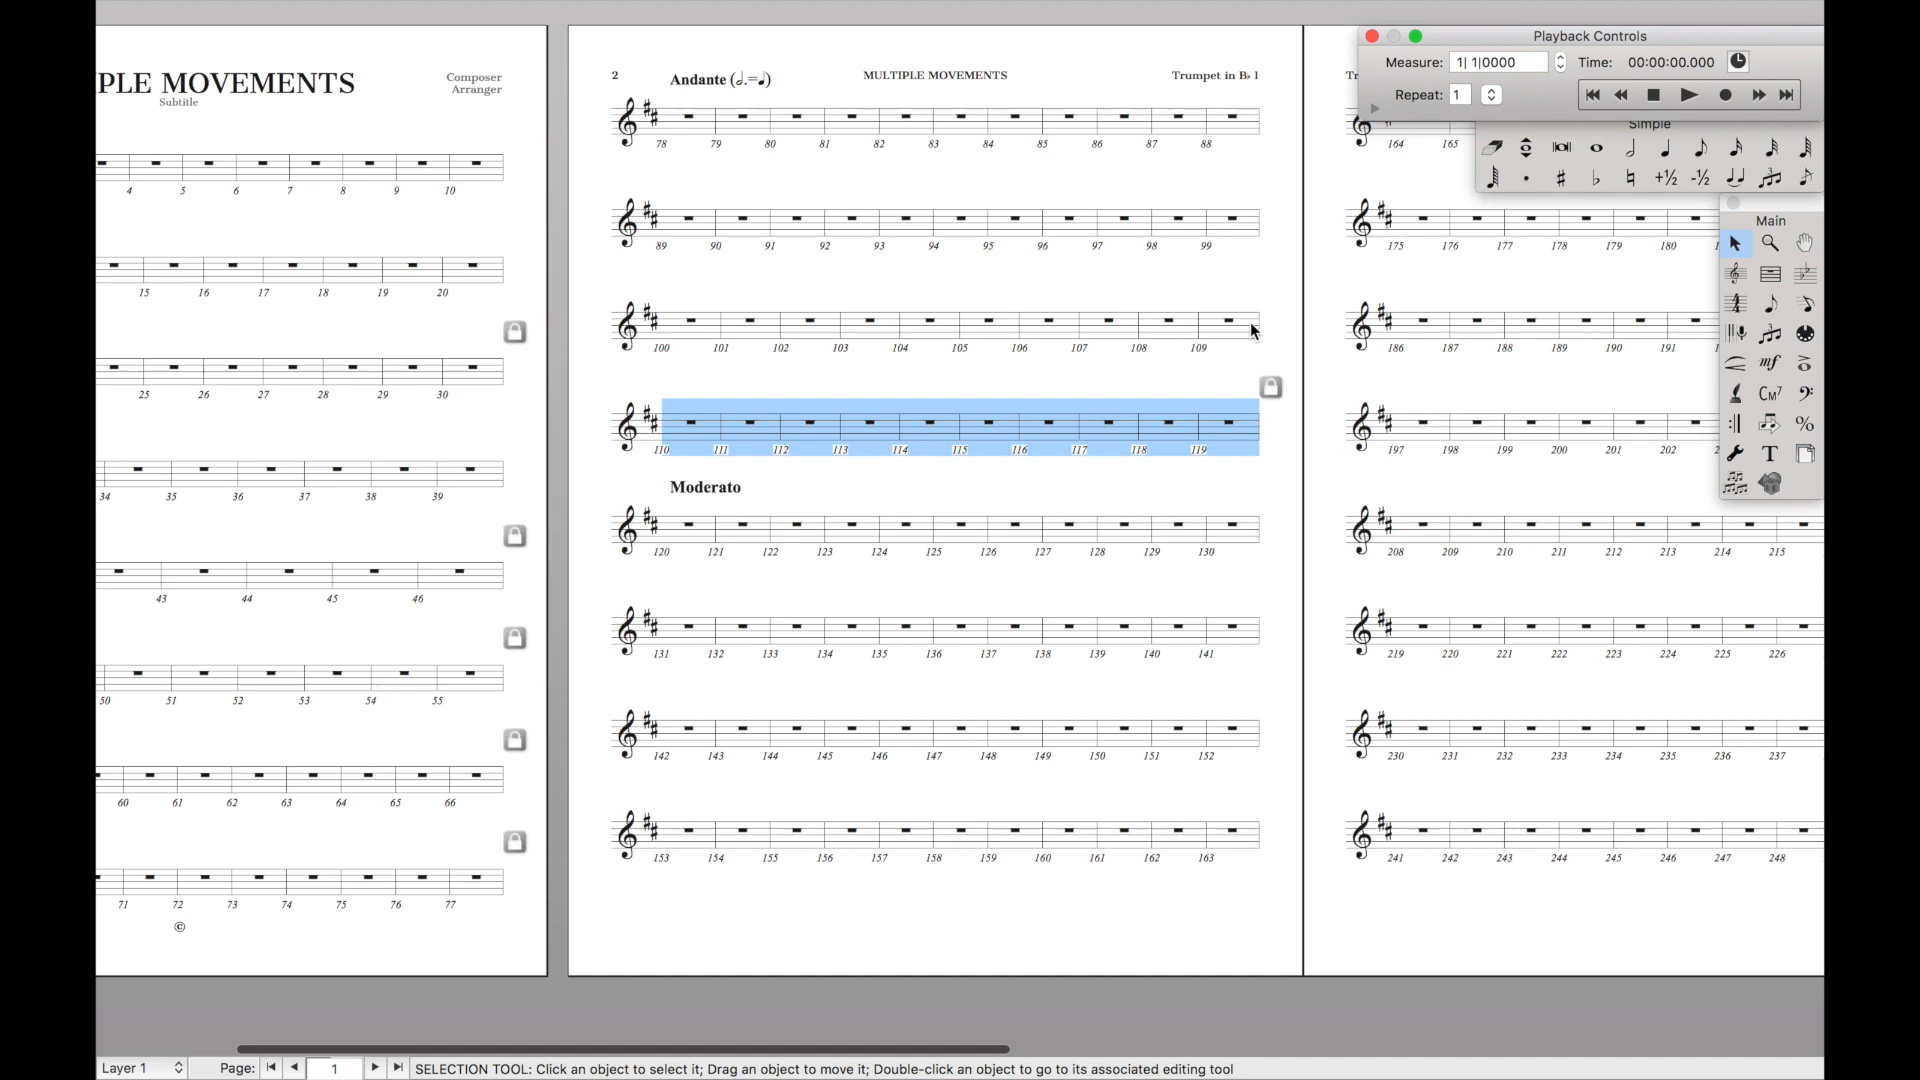 PLE MOVEMENTS
Subtitle
Composer
Arranger
4 5 6 7 8 9 10
15 16 17 18 19 20
25 26 27 28 29 30
34 35 36 37 38 39
43 44 45 46
50 51 52 53 54 55
60 61 62 63 64 65 66
71 72 73 74 75 76 77
©
2
Andante (𝅗𝅥.=♩)
MULTIPLE MOVEMENTS
Trumpet in B♭ 1
78 79 80 81 82 83 84 85 86 87 88
89 90 91 92 93 94 95 96 97 98 99
100 101 102 103 104 105 106 107 108 109
110 111 112 113 114 115 116 117 118 119
Moderato
120 121 122 123 124 125 126 127 128 129 130
131 132 133 134 135 136 137 138 139 140 141
142 143 144 145 146 147 148 149 150 151 152
153 154 155 156 157 158 159 160 161 162 163
Tr
164 165
175 176 177 178 179 180
186 187 188 189 190 191
197 198 199 200 201 202
208 209 210 211 212 213 214 215
219 220 221 222 223 224 225 226
230 231 232 233 234 235 236 237
241 242 243 244 245 246 247 248
Playback Controls
Measure: 1| 1|0000 Time: 00:00:00.000
Repeat: 1
Simple
+½ -½
Main
mf
CM7
%
T
Layer 1
Page: 1
SELECTION TOOL: Click an object to select it; Drag an object to move it; Double-click an object to go to its associated editing tool